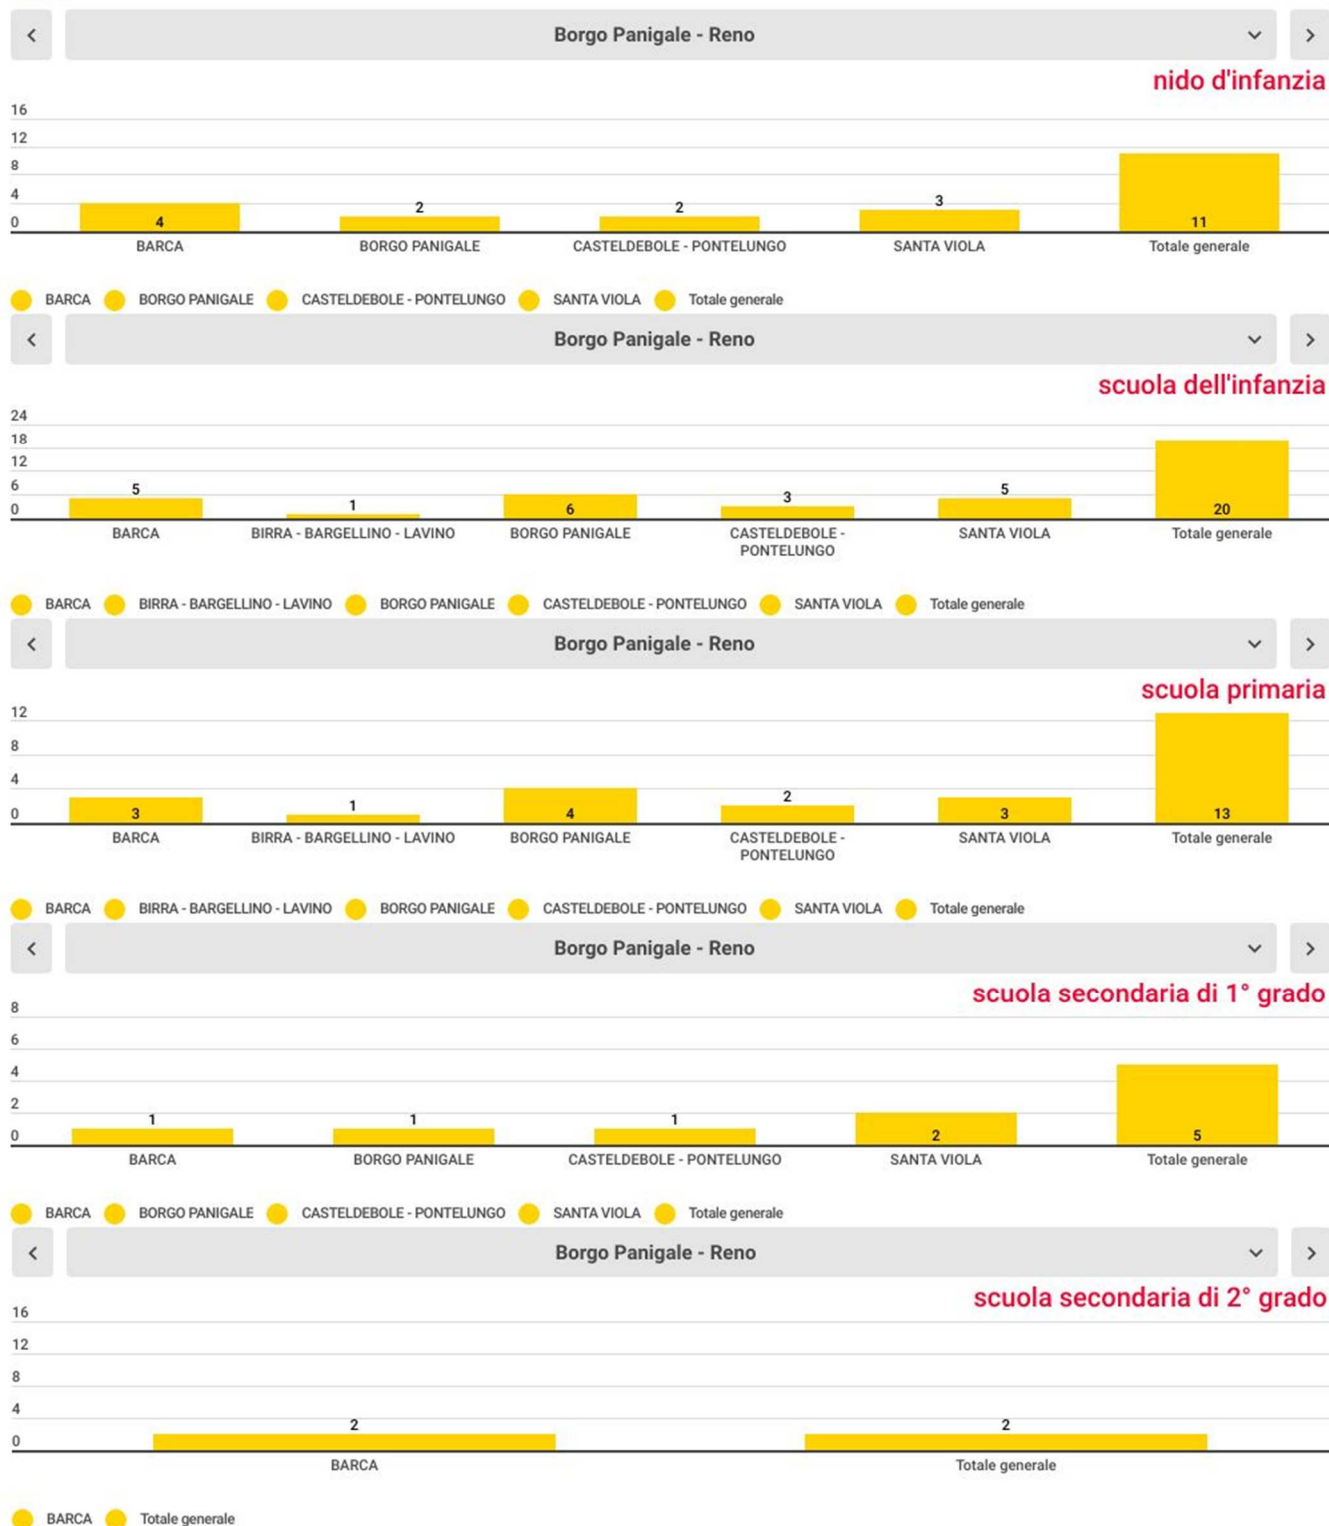 Borgo Panigale - Reno
nido d'infanzia
16
12
8
4
0
4
2
2
3
11
BARCA BORGO PANIGALE CASTELDEBOLE - PONTELUNGO SANTA VIOLA Totale generale
BARCA BORGO PANIGALE CASTELDEBOLE - PONTELUNGO SANTA VIOLA Totale generale
Borgo Panigale - Reno
scuola dell'infanzia
24
18
12
6
0
5
1
6
3
5
20
BARCA BIRRA - BARGELLINO - LAVINO BORGO PANIGALE CASTELDEBOLE - SANTA VIOLA Totale generale
PONTELUNGO
BARCA BIRRA - BARGELLINO - LAVINO BORGO PANIGALE CASTELDEBOLE - PONTELUNGO SANTA VIOLA Totale generale
Borgo Panigale - Reno
scuola primaria
12
8
4
0
3
1
4
2
3
13
BARCA BIRRA - BARGELLINO - LAVINO BORGO PANIGALE CASTELDEBOLE - SANTA VIOLA Totale generale
PONTELUNGO
BARCA BIRRA - BARGELLINO - LAVINO BORGO PANIGALE CASTELDEBOLE - PONTELUNGO SANTA VIOLA Totale generale
Borgo Panigale - Reno
scuola secondaria di 1° grado
8
6
4
2
0
1
1
1
2
5
BARCA BORGO PANIGALE CASTELDEBOLE - PONTELUNGO SANTA VIOLA Totale generale
BARCA BORGO PANIGALE CASTELDEBOLE - PONTELUNGO SANTA VIOLA Totale generale
Borgo Panigale - Reno
scuola secondaria di 2° grado
16
12
8
4
0
2
2
BARCA Totale generale
BARCA Totale generale